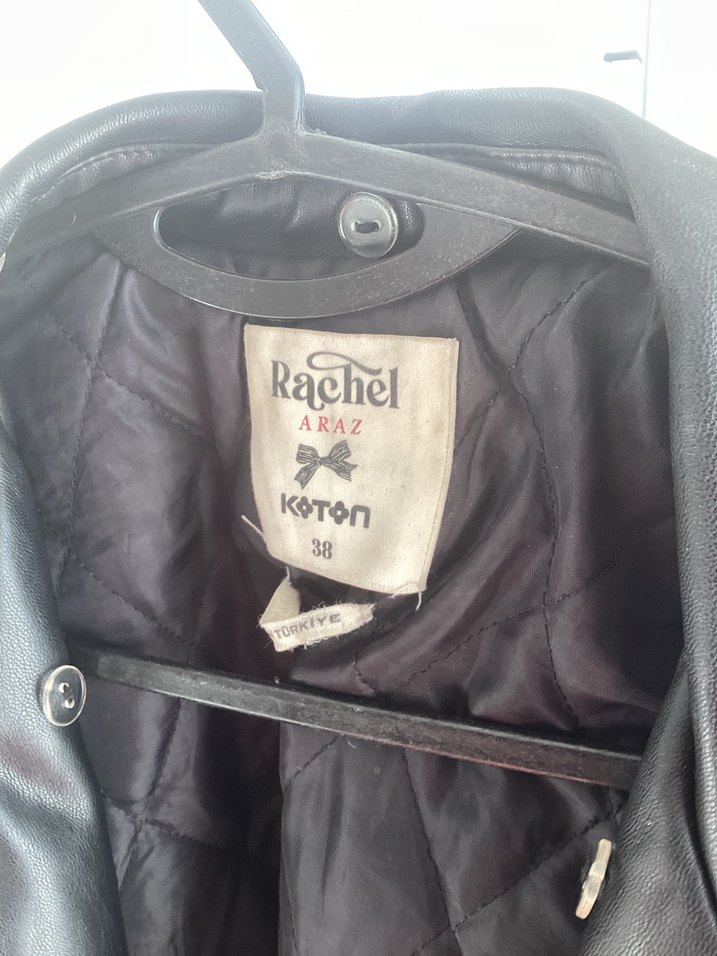 Rachel
ARAZ
KOTON
38
TÜRKİYE